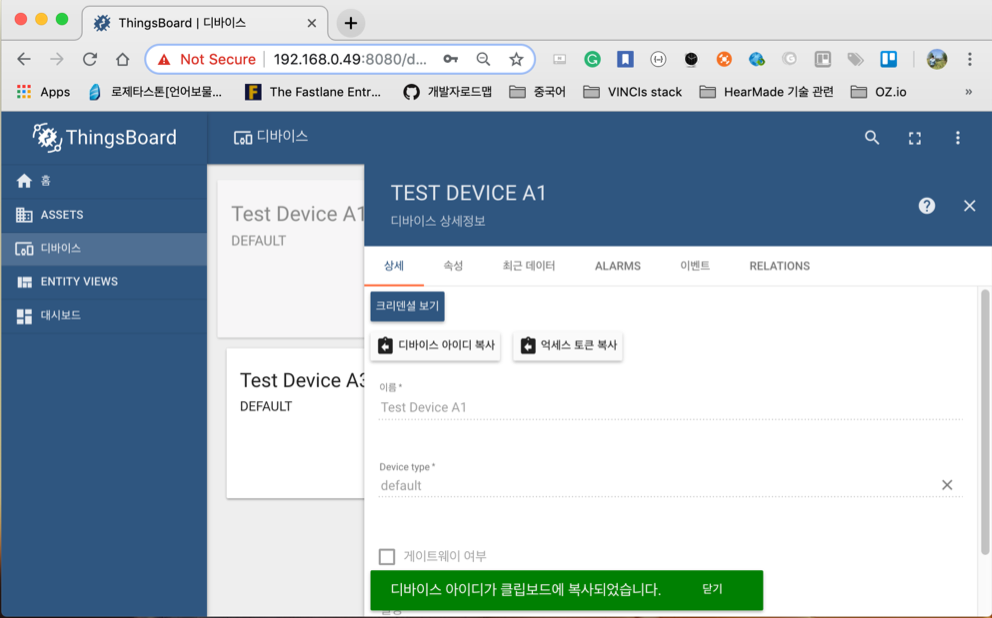 ThingsBoard | 디바이스
Not Secure
192.168.0.49:8080/d...
Apps
로제타스톤[언어보물...
The Fastlane Entr...
개발자로드맵
중국어
VINCIs stack
HearMade 기술 관련
OZ.io
»
ThingsBoard
디바이스
홈
ASSETS
디바이스
ENTITY VIEWS
대시보드
Test Device A1
DEFAULT
Test Device A3
DEFAULT
TEST DEVICE A1
디바이스 상세정보
상세
속성
최근 데이터
ALARMS
이벤트
RELATIONS
크리덴셜 보기
디바이스 아이디 복사
억세스 토큰 복사
이름 *
Test Device A1
Device type *
default
게이트웨이 여부
디바이스 아이디가 클립보드에 복사되었습니다.
닫기